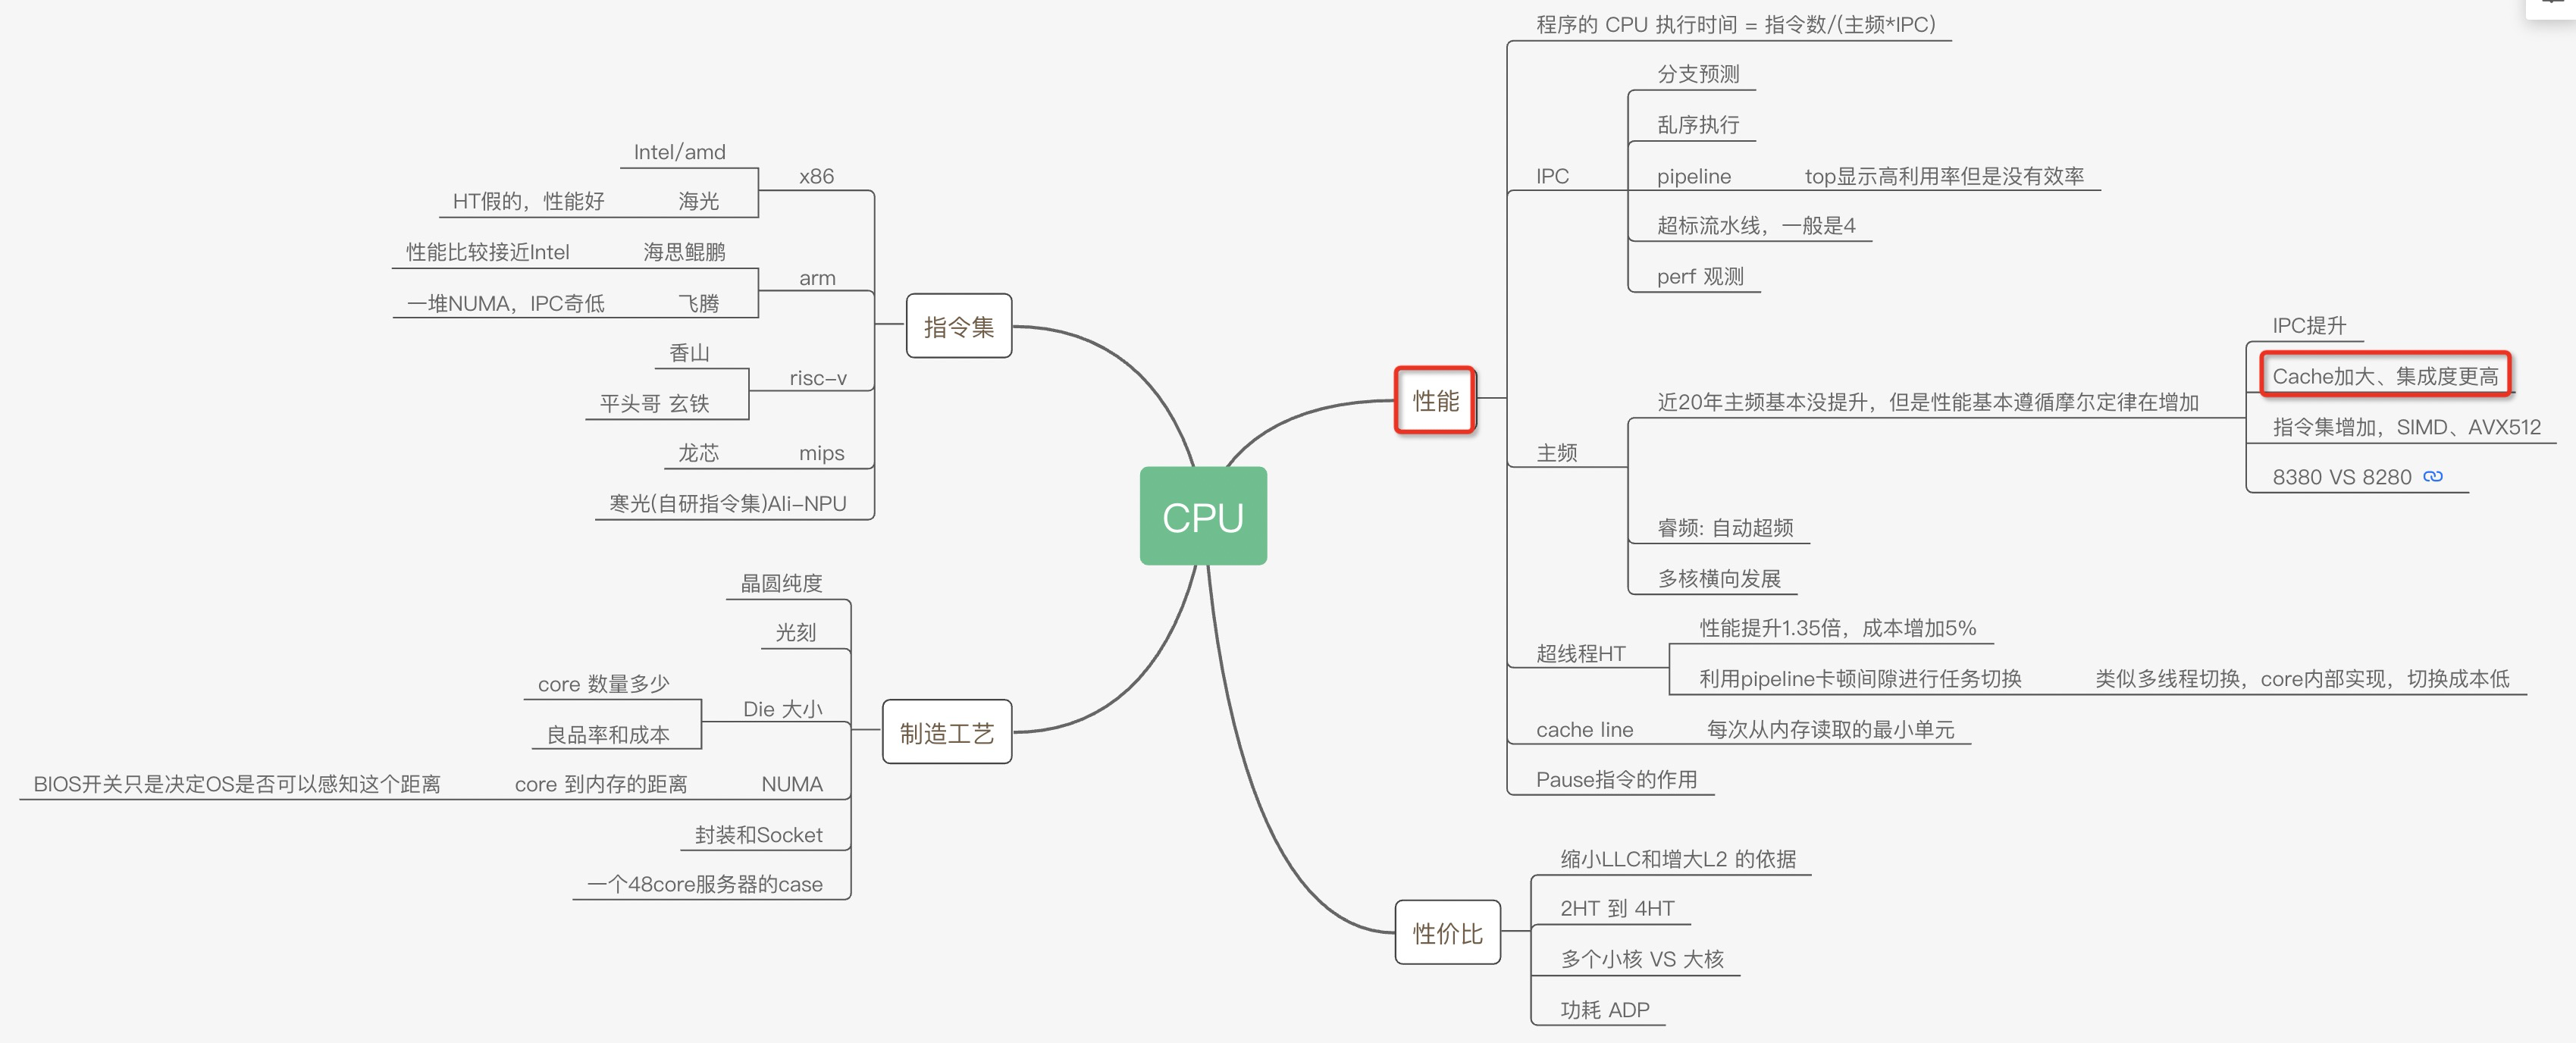 CPU
指令集
x86
Intel/amd
海光
HT假的，性能好
arm
海思鲲鹏
性能比较接近Intel
飞腾
一堆NUMA，IPC奇低
risc-v
香山
平头哥 玄铁
mips
龙芯
寒光(自研指令集)Ali-NPU
制造工艺
晶圆纯度
光刻
Die 大小
core 数量多少
良品率和成本
NUMA
core 到内存的距离
BIOS开关只是决定OS是否可以感知这个距离
封装和Socket
一个48core服务器的case
性能
程序的 CPU 执行时间 = 指令数/(主频*IPC)
IPC
分支预测
乱序执行
pipeline
top显示高利用率但是没有效率
超标流水线，一般是4
perf 观测
主频
近20年主频基本没提升，但是性能基本遵循摩尔定律在增加
IPC提升
Cache加大、集成度更高
指令集增加，SIMD、AVX512
8380 VS 8280
睿频: 自动超频
多核横向发展
超线程HT
性能提升1.35倍，成本增加5%
利用pipeline卡顿间隙进行任务切换
类似多线程切换，core内部实现，切换成本低
cache line
每次从内存读取的最小单元
Pause指令的作用
性价比
缩小LLC和增大L2 的依据
2HT 到 4HT
多个小核 VS 大核
功耗 ADP